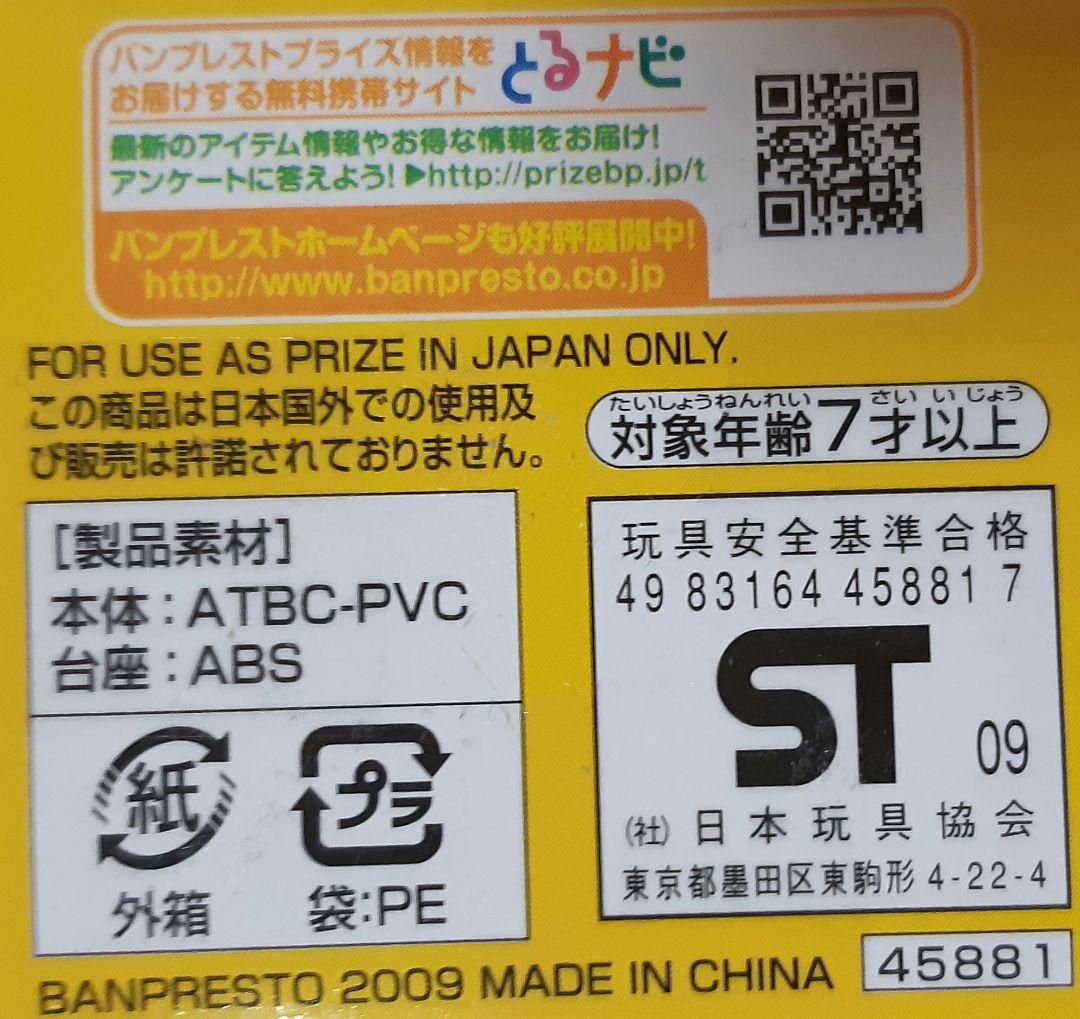 バンプレストプライズ情報を
お届けする無料携帯サイト
とるナビ
最新のアイテム情報やお得な情報をお届け!
アンケートに答えよう!▶http://prizebp.jp/t
バンプレストホームページも好評展開中!
http://www.banpresto.co.jp
FOR USE AS PRIZE IN JAPAN ONLY.
この商品は日本国外での使用及
び販売は許諾されておりません。
たいしょうねんれい さい いじょう
対象年齢7才以上
[製品素材]
本体:ATBC-PVC
台座:ABS
紙
外箱
プラ
袋:PE
玩具安全基準合格
49 83164 45881 7
ST
09
(社)日本玩具協会
東京都墨田区東駒形 4-22-4
BANPRESTO 2009 MADE IN CHINA
45881